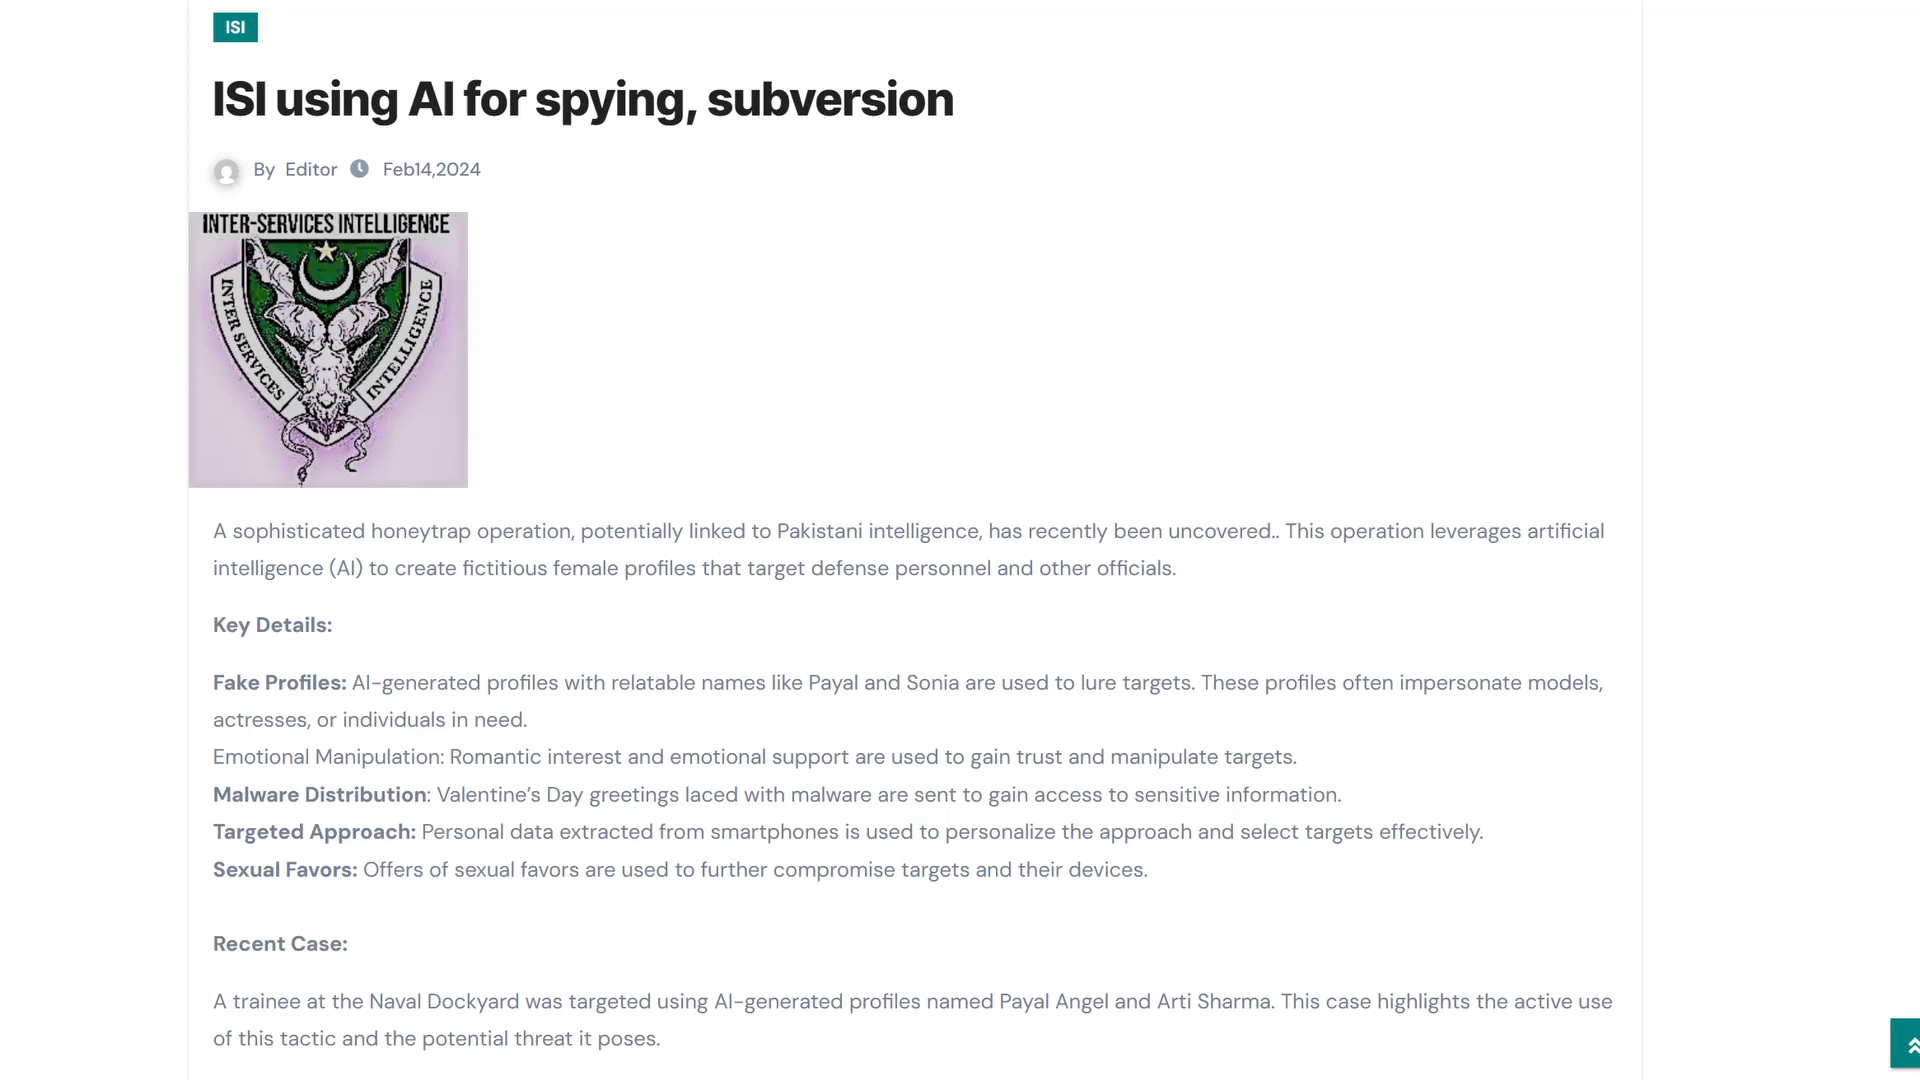 ISI
ISI using AI for spying, subversion
By Editor Feb14,2024
INTER-SERVICES INTELLIGENCE
INTER SERVICES
INTELLIGENCE
A sophisticated honeytrap operation, potentially linked to Pakistani intelligence, has recently been uncovered.. This operation leverages artificial
intelligence (AI) to create fictitious female profiles that target defense personnel and other officials.
Key Details:
Fake Profiles: AI-generated profiles with relatable names like Payal and Sonia are used to lure targets. These profiles often impersonate models,
actresses, or individuals in need.
Emotional Manipulation: Romantic interest and emotional support are used to gain trust and manipulate targets.
Malware Distribution: Valentine’s Day greetings laced with malware are sent to gain access to sensitive information.
Targeted Approach: Personal data extracted from smartphones is used to personalize the approach and select targets effectively.
Sexual Favors: Offers of sexual favors are used to further compromise targets and their devices.
Recent Case:
A trainee at the Naval Dockyard was targeted using AI-generated profiles named Payal Angel and Arti Sharma. This case highlights the active use
of this tactic and the potential threat it poses.